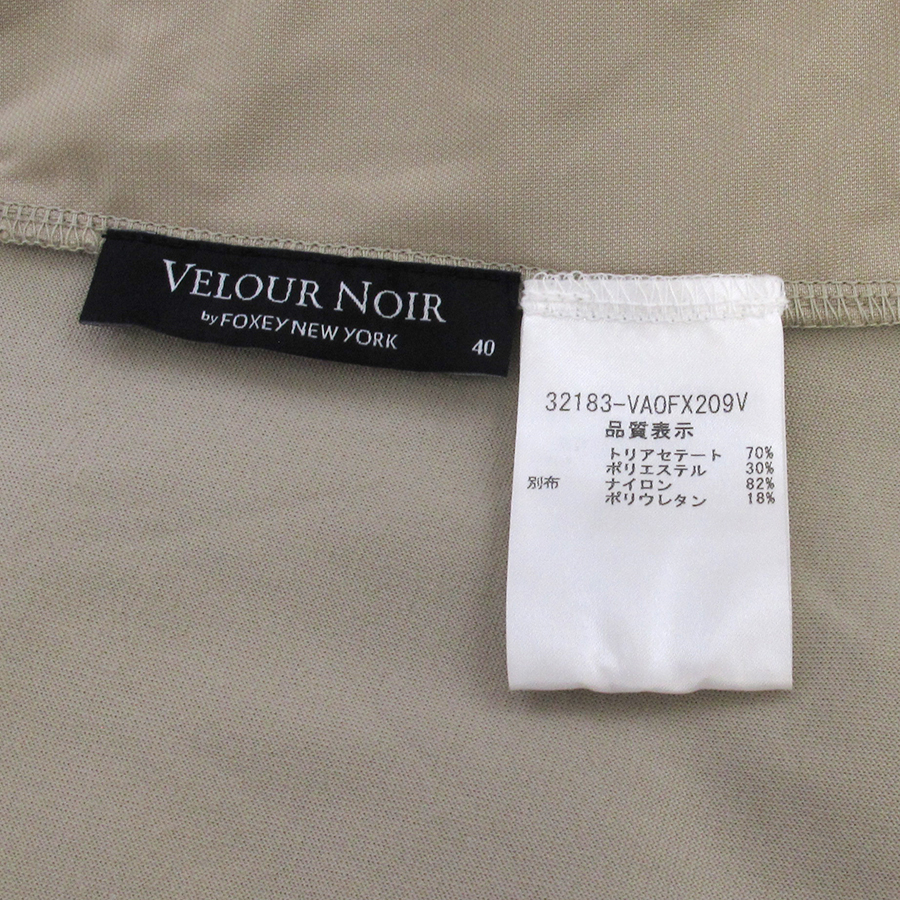 VELOUR NOIR
by FOXEY NEW YORK
40
32183-VA0FX209V
品質表示
トリアセテート 70%
ポリエステル 30%
別布 ナイロン 82%
ポリウレタン 18%